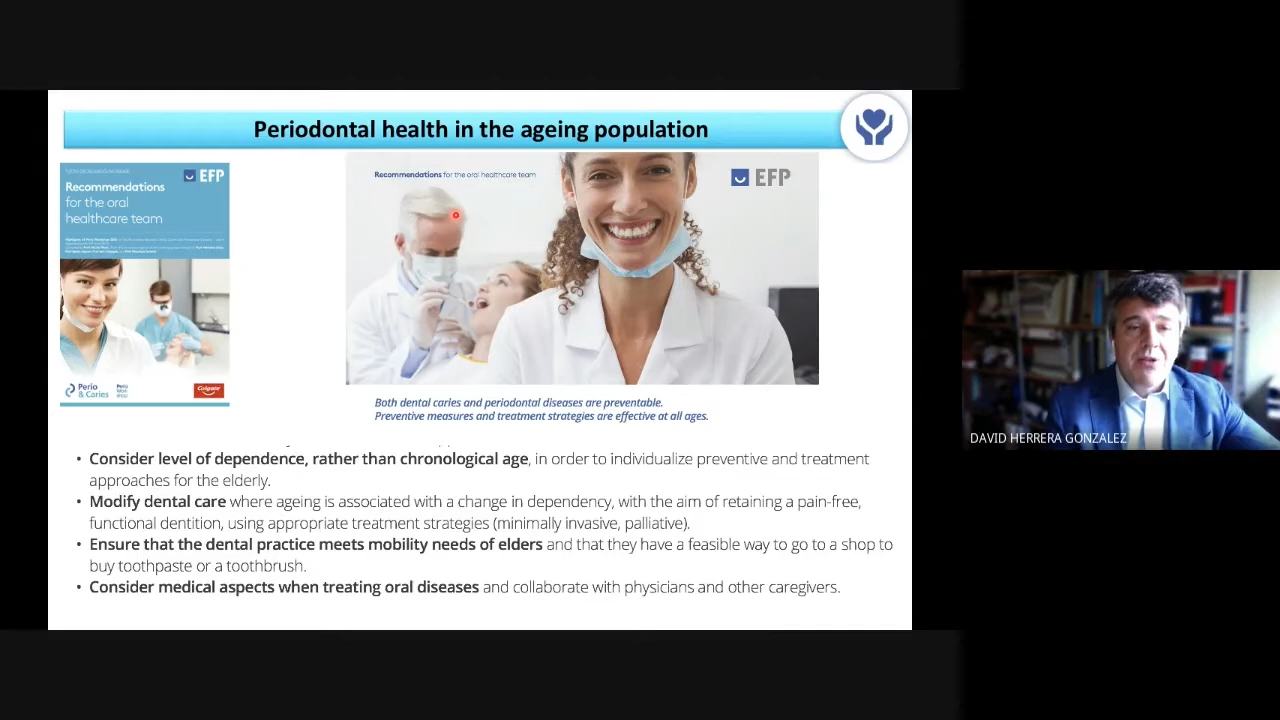 Periodontal health in the ageing population
EFP
Recommendations
for the oral
healthcare team
Perio
& Caries
Perio
Colgate
Recommendations for the oral healthcare team
EFP
Both dental caries and periodontal diseases are preventable.
Preventive measures and treatment strategies are effective at all ages.
• Consider level of dependence, rather than chronological age, in order to individualize preventive and treatment
approaches for the elderly.
• Modify dental care where ageing is associated with a change in dependency, with the aim of retaining a pain-free,
functional dentition, using appropriate treatment strategies (minimally invasive, palliative).
• Ensure that the dental practice meets mobility needs of elders and that they have a feasible way to go to a shop to
buy toothpaste or a toothbrush.
• Consider medical aspects when treating oral diseases and collaborate with physicians and other caregivers.
DAVID HERRERA GONZALEZ